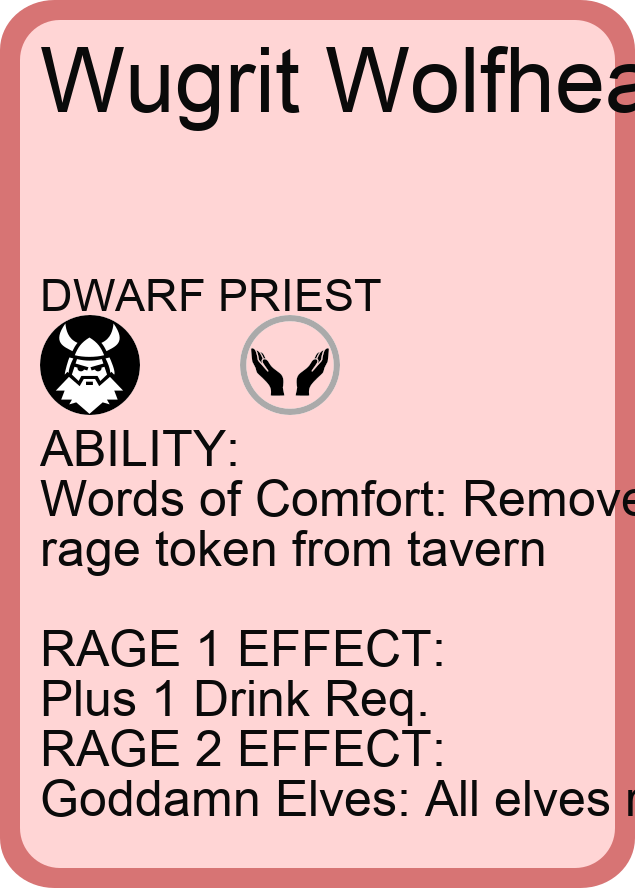 Wugrit Wolfhea
DWARF PRIEST
ABILITY:
Words of Comfort: Remove
rage token from tavern
RAGE 1 EFFECT:
Plus 1 Drink Req.
RAGE 2 EFFECT:
Goddamn Elves: All elves